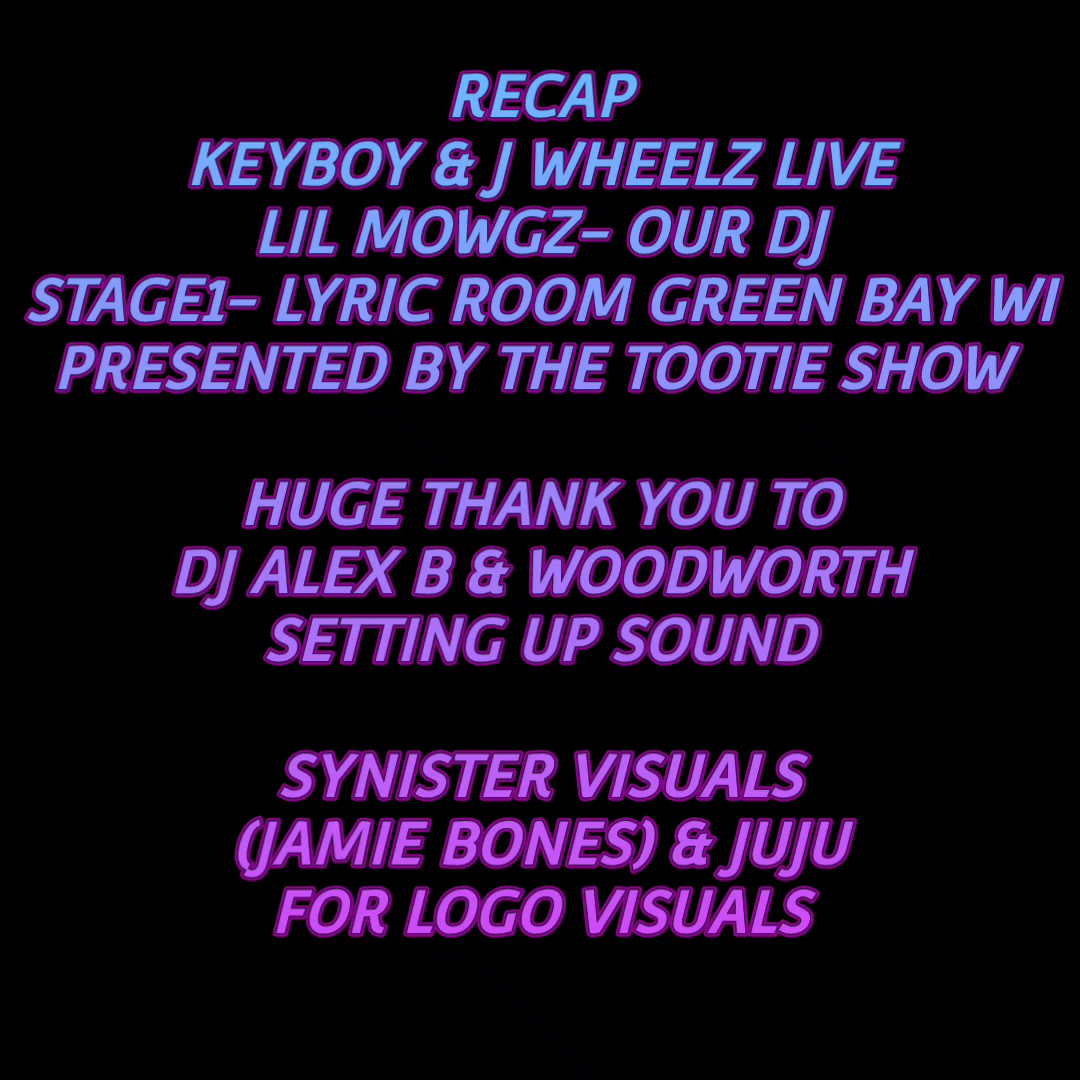 RECAP
KEYBOY & J WHEELZ LIVE
LIL MOWGZ- OUR DJ
STAGE1- LYRIC ROOM GREEN BAY WI
PRESENTED BY THE TOOTIE SHOW
HUGE THANK YOU TO
DJ ALEX B & WOODWORTH
SETTING UP SOUND
SYNISTER VISUALS
(JAMIE BONES) & JUJU
FOR LOGO VISUALS